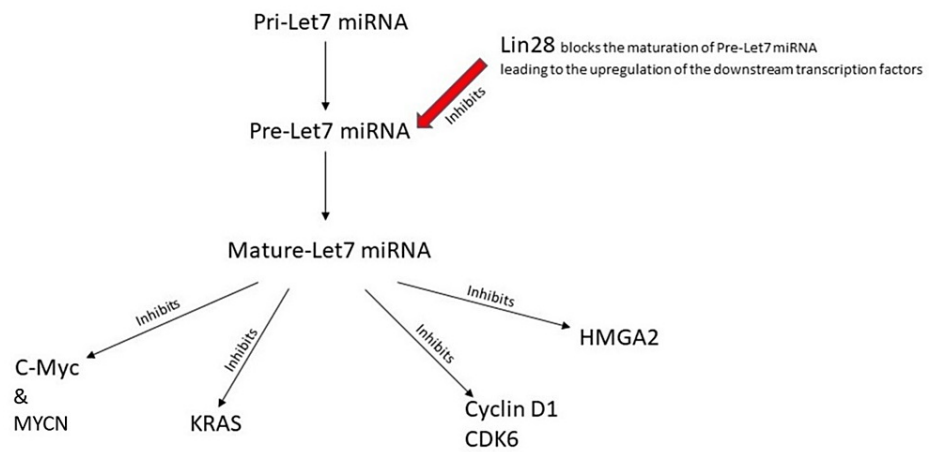 Pri-Let7 miRNA
Lin28 blocks the maturation of Pre-Let7 miRNA
leading to the upregulation of the downstream transcription factors
Inhibits
Pre-Let7 miRNA
Mature-Let7 miRNA
Inhibits
Inhibits
Inhibits
Inhibits
C-Myc
&
MYCN
KRAS
Cyclin D1
CDK6
HMGA2